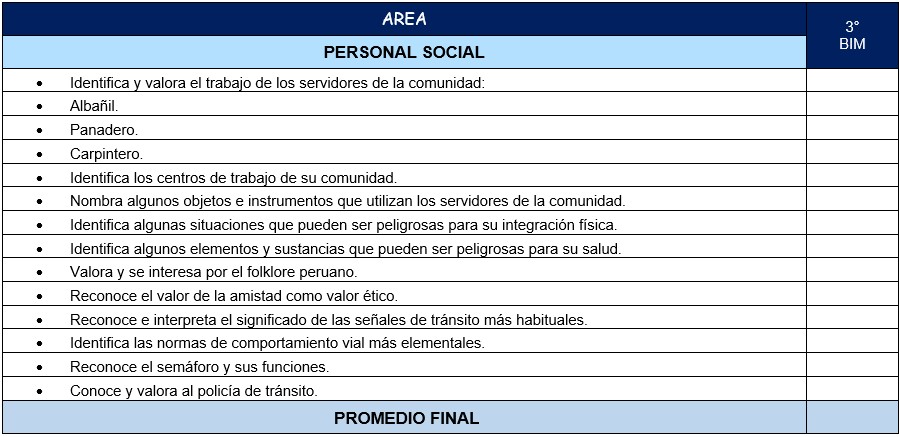 AREA
3°
BIM
PERSONAL SOCIAL
• Identifica y valora el trabajo de los servidores de la comunidad:
• Albañil.
• Panadero.
• Carpintero.
• Identifica los centros de trabajo de su comunidad.
• Nombra algunos objetos e instrumentos que utilizan los servidores de la comunidad.
• Identifica algunas situaciones que pueden ser peligrosas para su integración física.
• Identifica algunos elementos y sustancias que pueden ser peligrosas para su salud.
• Valora y se interesa por el folklore peruano.
• Reconoce el valor de la amistad como valor ético.
• Reconoce e interpreta el significado de las señales de tránsito más habituales.
• Identifica las normas de comportamiento vial más elementales.
• Reconoce el semáforo y sus funciones.
• Conoce y valora al policía de tránsito.
PROMEDIO FINAL